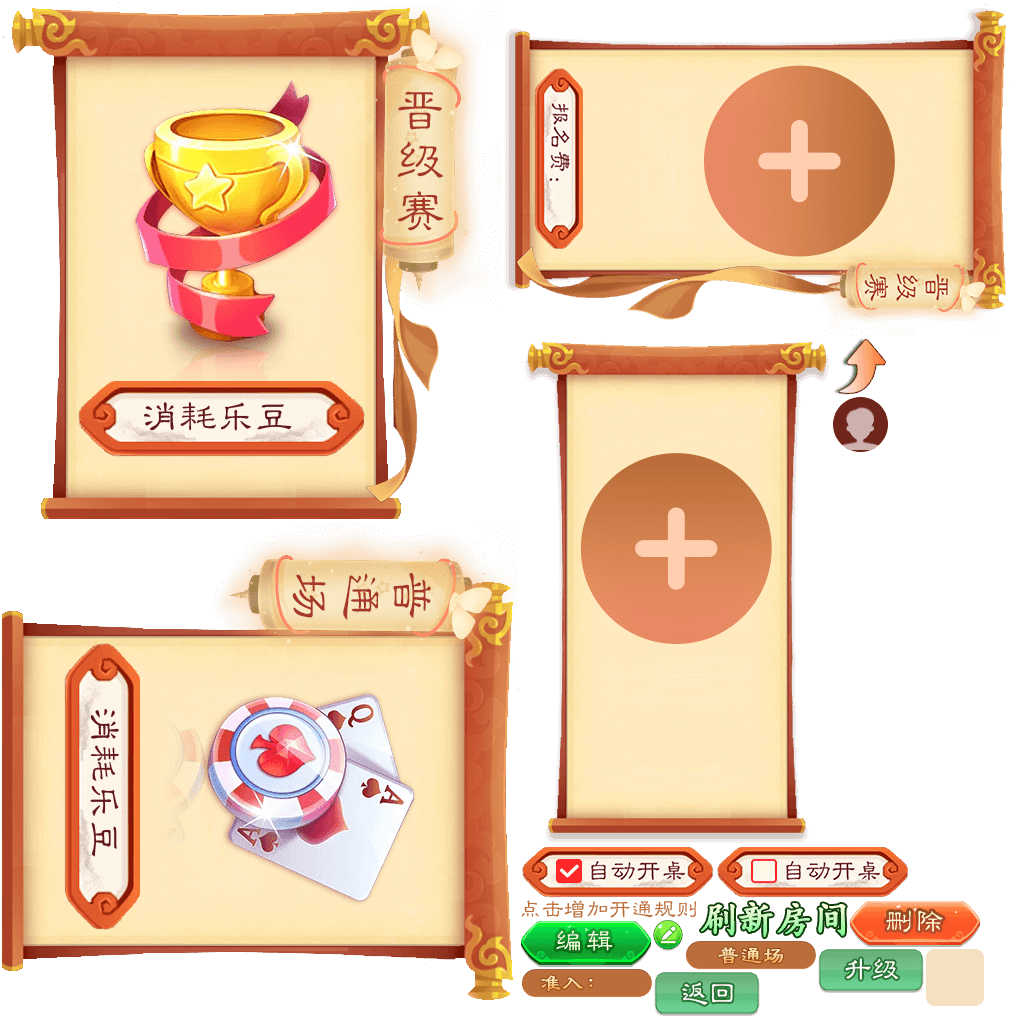 晋级赛
报名费：
晋级赛
消耗乐豆
普通场
消耗乐豆
Q
A
A
自动开桌
自动开桌
点击增加开通规则
刷新房间
删除
编辑
普通场
升级
准入：
返回